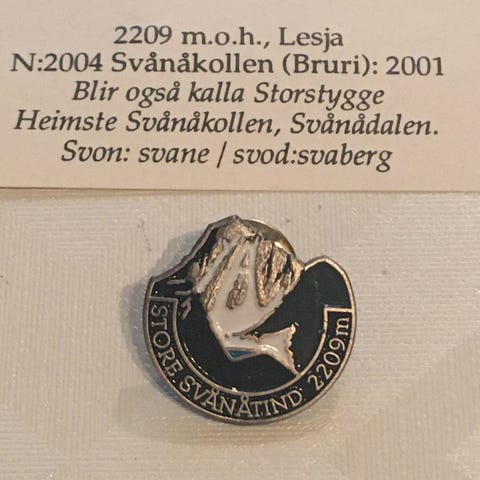 2209 m.o.h., Lesja
N:2004 Svånåkollen (Bruri): 2001
Blir også kalla Storstygge
Heimste Svånåkollen, Svånådalen.
Svon: svane / svod:svaberg
STORE SVÅNÅTIND 2209m